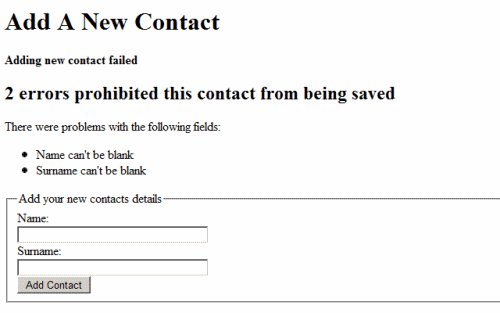 Add A New Contact
Adding new contact failed
2 errors prohibited this contact from being saved
There were problems with the following fields:
Name can't be blank
Surname can't be blank
Add your new contacts details
Name:
Surname:
Add Contact